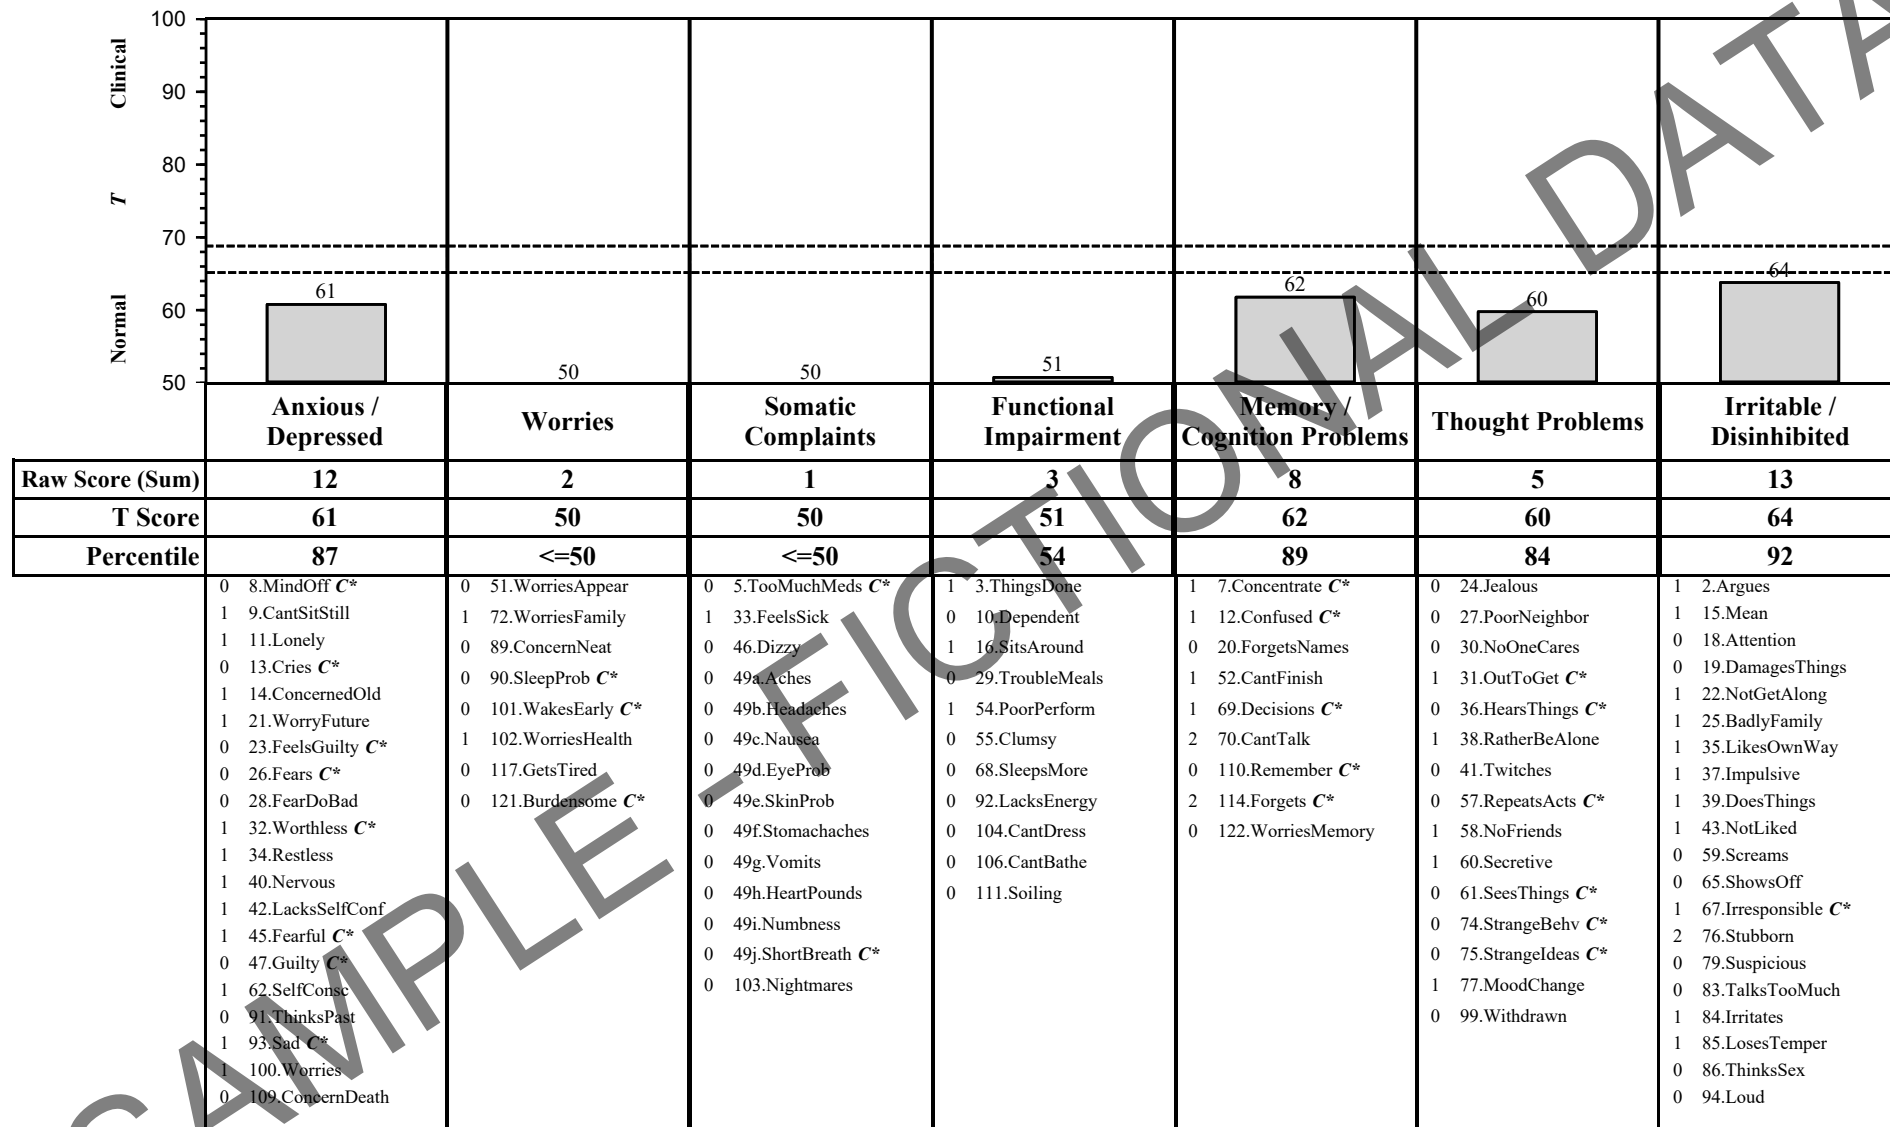 SAMPLE - FICTIONAL DATA
Clinical
T
Normal
100
90
80
70
60
50
61
50
50
51
62
60
64
Anxious / Depressed
Worries
Somatic Complaints
Functional Impairment
Memory / Cognition Problems
Thought Problems
Irritable / Disinhibited
Raw Score (Sum) 12 2 1 3 8 5 13
T Score 61 50 50 51 62 60 64
Percentile 87 <=50 <=50 54 89 84 92
0 8.MindOff C*
1 9.CantSitStill
1 11.Lonely
0 13.Cries C*
1 14.ConcernedOld
1 21.WorryFuture
0 23.FeelsGuilty C*
0 26.Fears C*
0 28.FearDoBad
1 32.Worthless C*
1 34.Restless
1 40.Nervous
1 42.LacksSelfConf
1 45.Fearful C*
0 47.Guilty C*
1 62.SelfConsc
0 91.ThinksPast
1 93.Sad C*
1 100.Worries
0 109.ConcernDeath
0 51.WorriesAppear
1 72.WorriesFamily
0 89.ConcernNeat
0 90.SleepProb C*
0 101.WakesEarly C*
1 102.WorriesHealth
0 117.GetsTired
0 121.Burdensome C*
0 5.TooMuchMeds C*
1 33.FeelsSick
0 46.Dizzy
0 49a.Aches
0 49b.Headaches
0 49c.Nausea
0 49d.EyeProb
0 49e.SkinProb
0 49f.Stomachaches
0 49g.Vomits
0 49h.HeartPounds
0 49i.Numbness
0 49j.ShortBreath C*
0 103.Nightmares
1 3.ThingsDone
0 10.Dependent
1 16.SitsAround
0 29.TroubleMeals
1 54.PoorPerform
0 55.Clumsy
0 68.SleepsMore
0 92.LacksEnergy
0 104.CantDress
0 106.CantBathe
0 111.Soiling
1 7.Concentrate C*
1 12.Confused C*
0 20.ForgetsNames
1 52.CantFinish
1 69.Decisions C*
2 70.CantTalk
0 110.Remember C*
2 114.Forgets C*
0 122.WorriesMemory
0 24.Jealous
0 27.PoorNeighbor
0 30.NoOneCares
1 31.OutToGet C*
0 36.HearsThings C*
1 38.RatherBeAlone
0 41.Twitches
0 57.RepeatsActs C*
1 58.NoFriends
1 60.Secretive
0 61.SeesThings C*
0 74.StrangeBehv C*
0 75.StrangeIdeas C*
1 77.MoodChange
0 99.Withdrawn
1 2.Argues
1 15.Mean
0 18.Attention
0 19.DamagesThings
1 22.NotGetAlong
1 25.BadlyFamily
1 35.LikesOwnWay
1 37.Impulsive
1 39.DoesThings
1 43.NotLiked
0 59.Screams
0 65.ShowsOff
1 67.Irresponsible C*
2 76.Stubborn
0 79.Suspicious
0 83.TalksTooMuch
1 84.Irritates
1 85.LosesTemper
0 86.ThinksSex
0 94.Loud